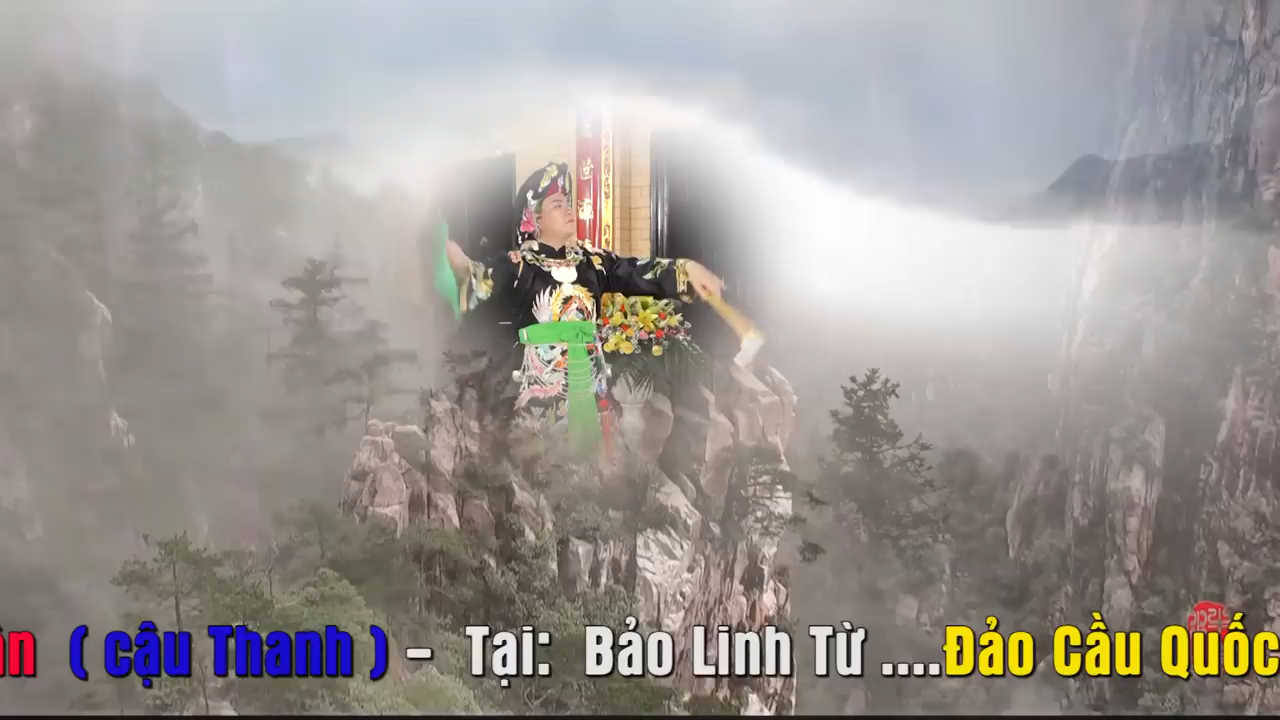 ( cậu Thanh ) – Tại: Bảo Linh Từ ....Đảo Cầu Quốc